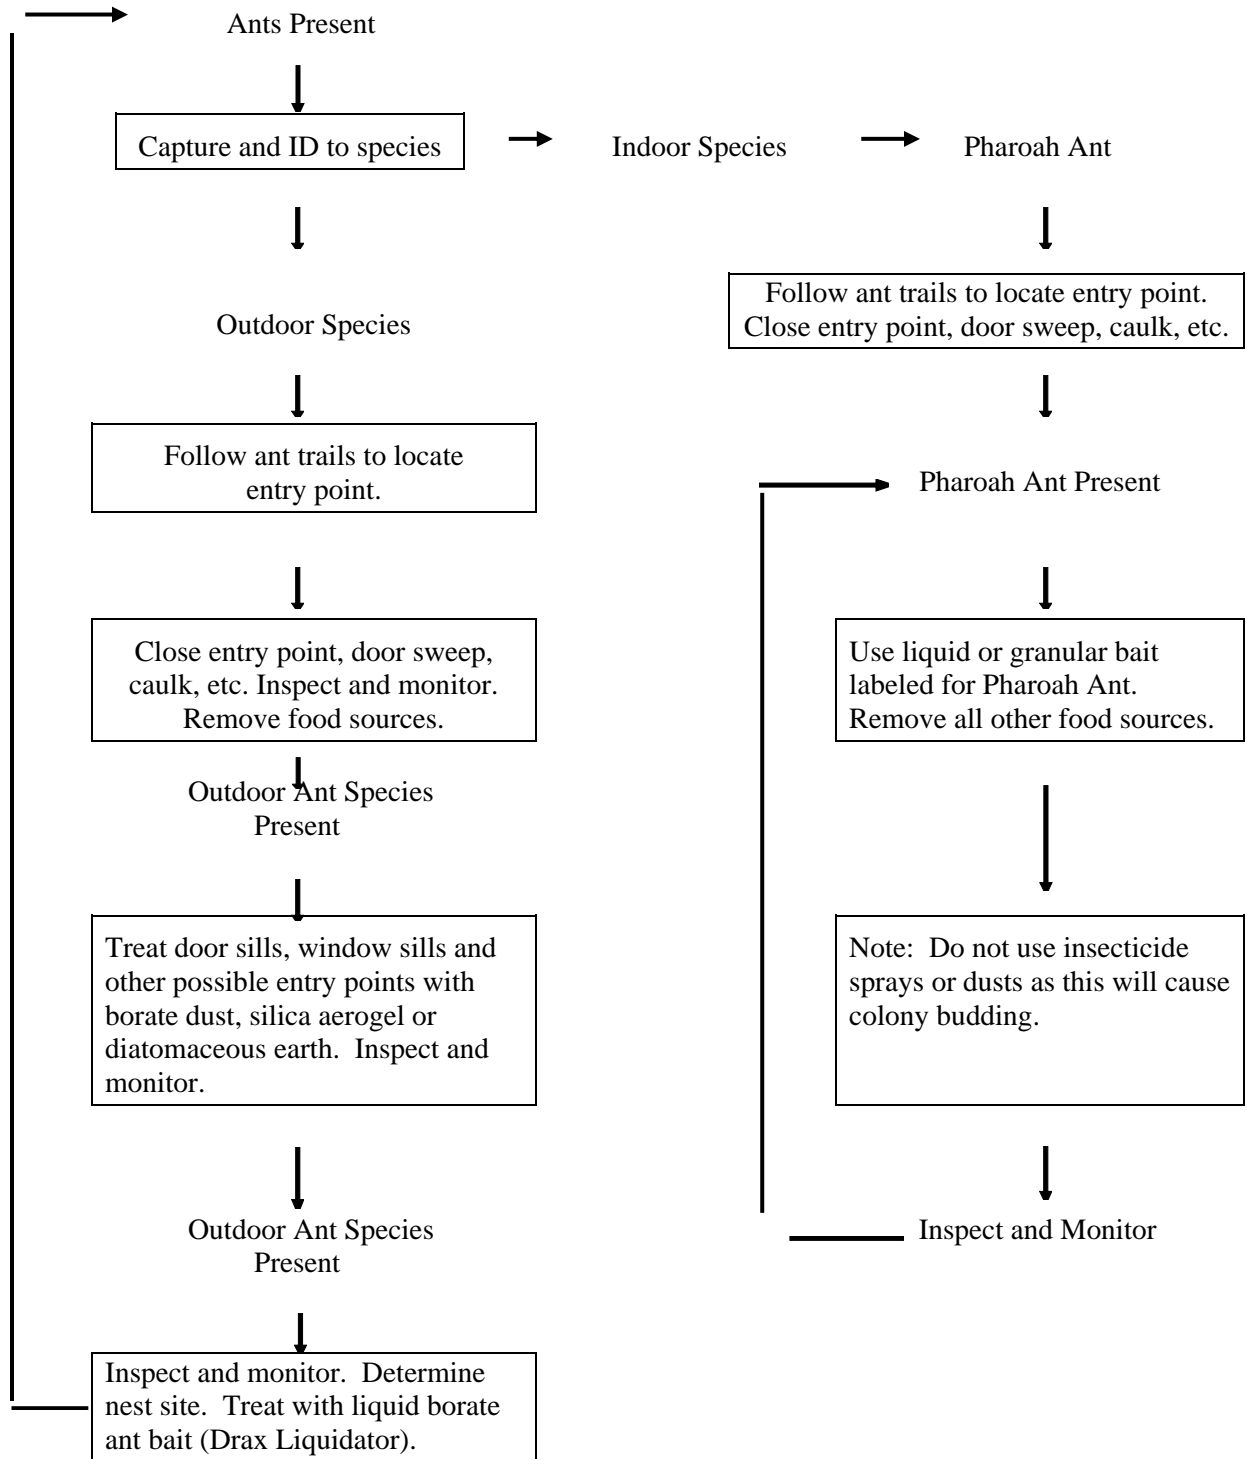 Ants Present
Capture and ID to species
Indoor Species
Pharoah Ant
Outdoor Species
Follow ant trails to locate
entry point.
Close entry point, door sweep,
caulk, etc. Inspect and monitor.
Remove food sources.
Outdoor Ant Species
Present
Treat door sills, window sills and
other possible entry points with
borate dust, silica aerogel or
diatomaceous earth.  Inspect and
monitor.
Outdoor Ant Species
Present
Inspect and monitor.  Determine
nest site.  Treat with liquid borate
ant bait (Drax Liquidator).
Follow ant trails to locate entry point.
Close entry point, door sweep, caulk, etc.
Pharoah Ant Present
Use liquid or granular bait
labeled for Pharoah Ant.
Remove all other food sources.
Note:  Do not use insecticide
sprays or dusts as this will cause
colony budding.
Inspect and Monitor